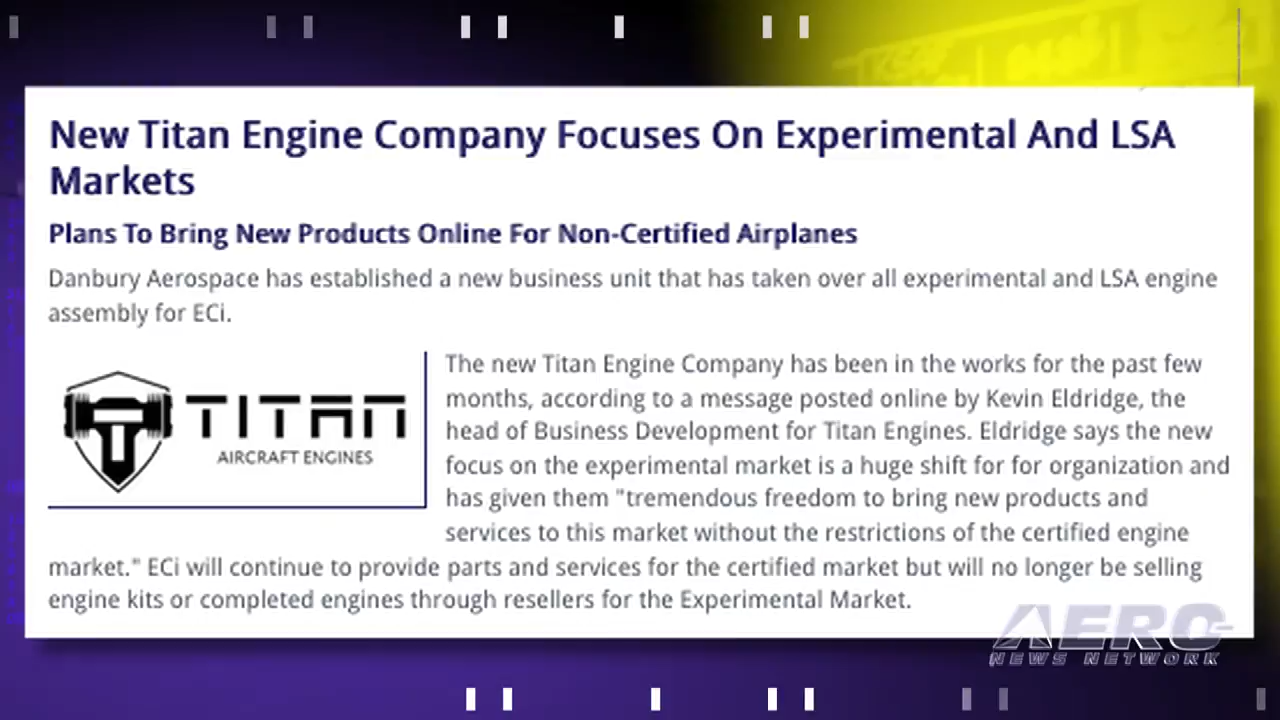 New Titan Engine Company Focuses On Experimental And LSA
Markets
Plans To Bring New Products Online For Non-Certified Airplanes
Danbury Aerospace has established a new business unit that has taken over all experimental and LSA engine
assembly for ECi.
TITAN
AIRCRAFT ENGINES
The new Titan Engine Company has been in the works for the past few
months, according to a message posted online by Kevin Eldridge, the
head of Business Development for Titan Engines. Eldridge says the new
focus on the experimental market is a huge shift for for organization and
has given them "tremendous freedom to bring new products and
services to this market without the restrictions of the certified engine
market." ECi will continue to provide parts and services for the certified market but will no longer be selling
engine kits or completed engines through resellers for the Experimental Market.
AERO
NEWS NETWORK